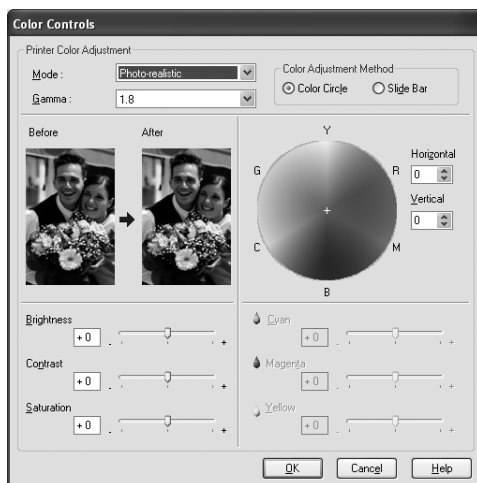 Color Controls
Printer Color Adjustment
Mode :
Photo-realistic
Gamma :
1.8
Color Adjustment Method
Color Circle
Slide Bar
Before
After
Y
G
R
C
M
B
Horizontal
0
Vertical
0
Brightness
+ 0
- +
Contrast
+ 0
- +
Saturation
+ 0
- +
Cyan
+ 0
- +
Magenta
+ 0
- +
Yellow
+ 0
- +
OK
Cancel
Help